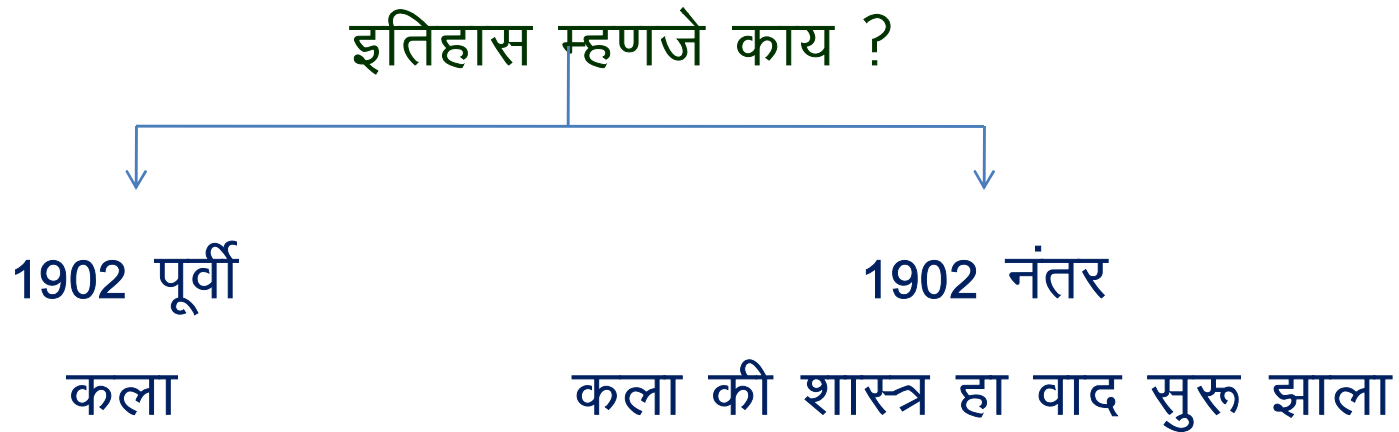 इतिहास म्हणजे काय ?
1902 पूर्वी 1902 नंतर
कला कला की शास्त्र हा वाद सुरू झाला